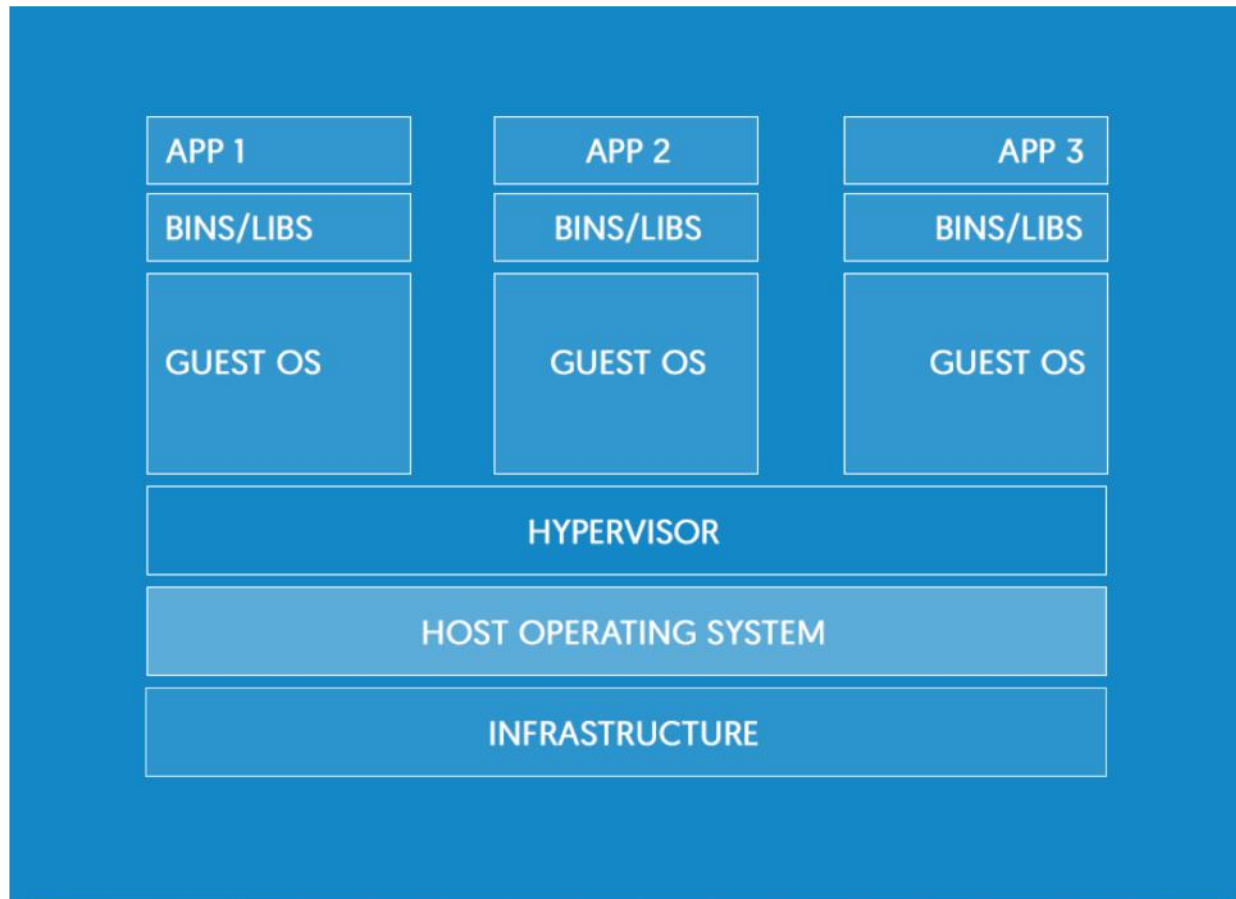 APP 1
APP 2
APP 3
BINS/LIBS
BINS/LIBS
BINS/LIBS
GUEST OS
GUEST OS
GUEST OS
HYPERVISOR
HOST OPERATING SYSTEM
INFRASTRUCTURE